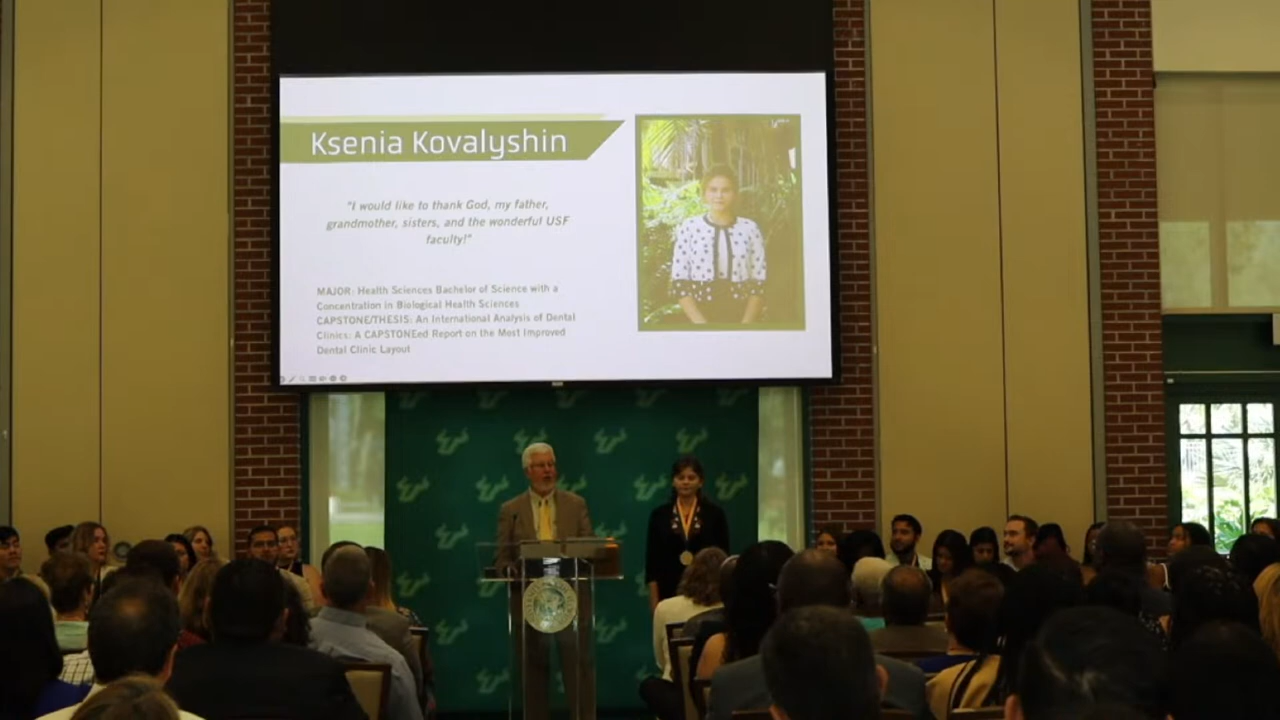 Ksenia Kovalyshin
"I would like to thank God, my father,
grandmother, sisters, and the wonderful USF
faculty!"
MAJOR: Health Sciences Bachelor of Science with a
Concentration in Biological Health Sciences
CAPSTONE/THESIS: An International Analysis of Dental
Clinics: A CAPSTONEed Report on the Most Improved
Dental Clinic Layout